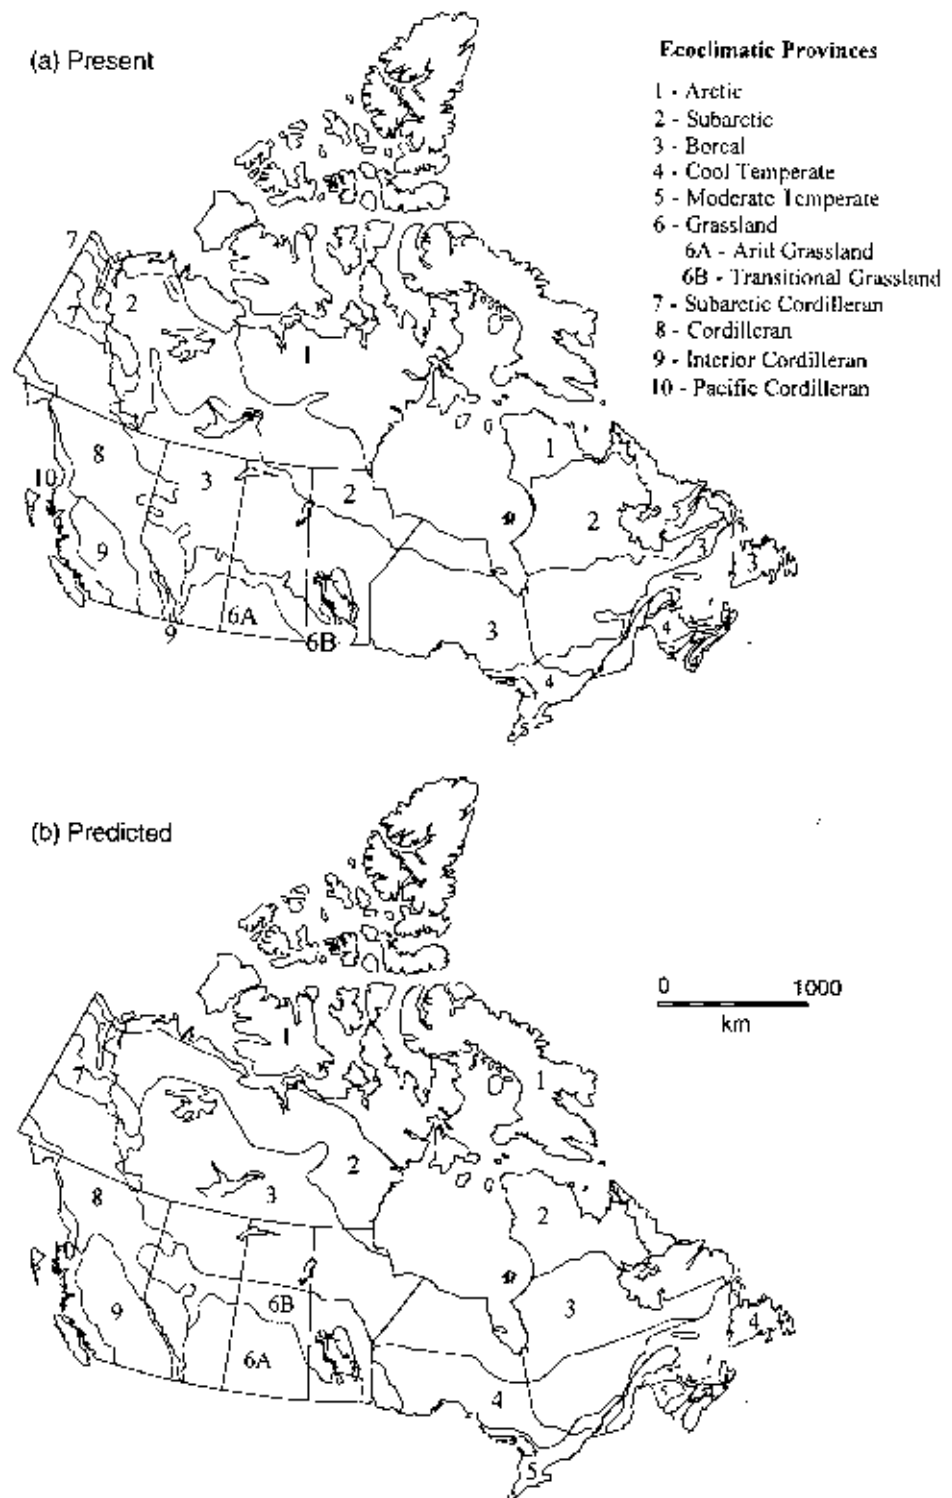 (a) Present
Ecoclimatic Provinces
1 - Arctic
2 - Subarctic
3 - Boreal
4 - Cool Temperate
5 - Moderate Temperate
6 - Grassland
6A - Arid Grassland
6B - Transitional Grassland
7 - Subarctic Cordilleran
8 - Cordilleran
9 - Interior Cordilleran
10 - Pacific Cordilleran
7
2
7
1
8
3
2
1
10
2
9
3
3
6A
4
9
6B
3
4
5
(b) Predicted
0 1000
km
1
7
1
2
8
3
2
10
6B
3
9
4
6A
4
5